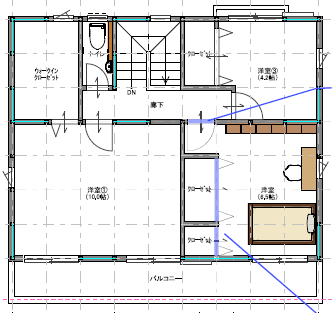 トイレ
クローゼット
ウォークイン
クローゼット
洋室③
(4.2帖)
DN
廊下
洋室①
(10.0帖)
クローゼット
洋室
(6.5帖)
クローゼット
バルコニー